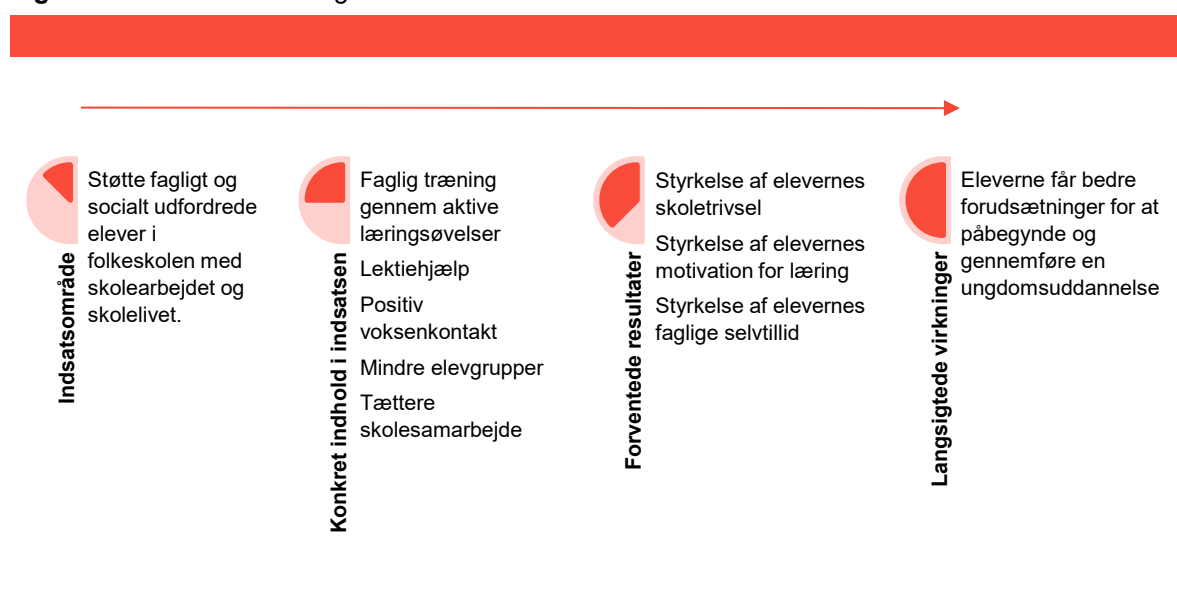 Indsatsområde
Støtte fagligt og
socialt udfordrede
elever i
folkeskolen med
skolearbejdet og
skolelivet.
Konkret indhold i indsatsen
Faglig træning
gennem aktive
læringsøvelser
Lektiehjælp
Positiv
voksenkontakt
Mindre elevgrupper
Tættere
skolesamarbejde
Forventede resultater
Styrkelse af elevernes
skoletrivsel
Styrkelse af elevernes
motivation for læring
Styrkelse af elevernes
faglige selvtillid
Langsigtede virkninger
Eleverne får bedre
forudsætninger for at
påbegynde og
gennemføre en
ungdomsuddannelse